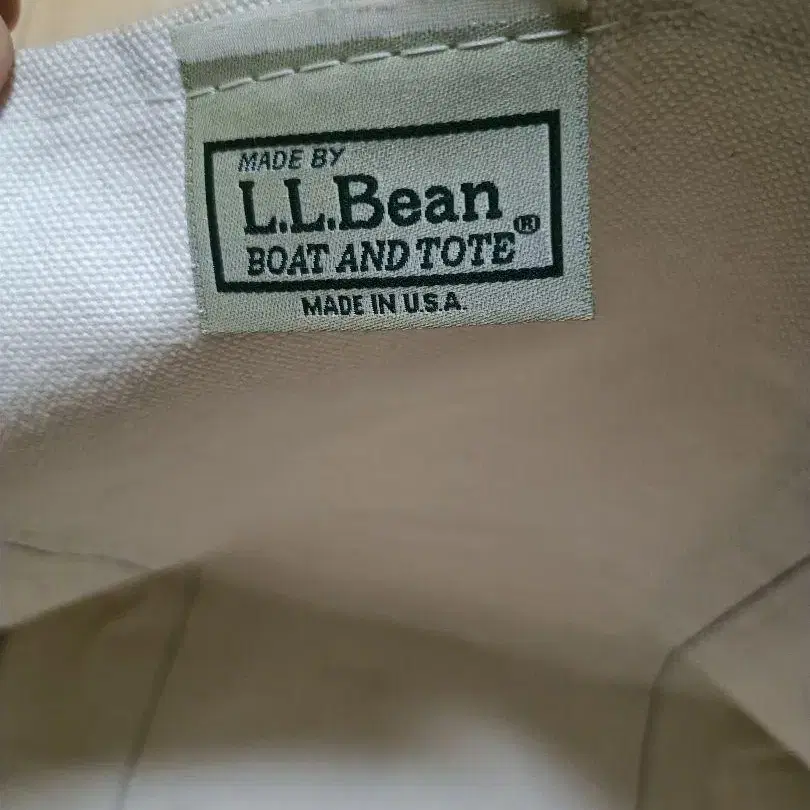 MADE BY
L.L.Bean
BOAT AND TOTE®
MADE IN U.S.A.